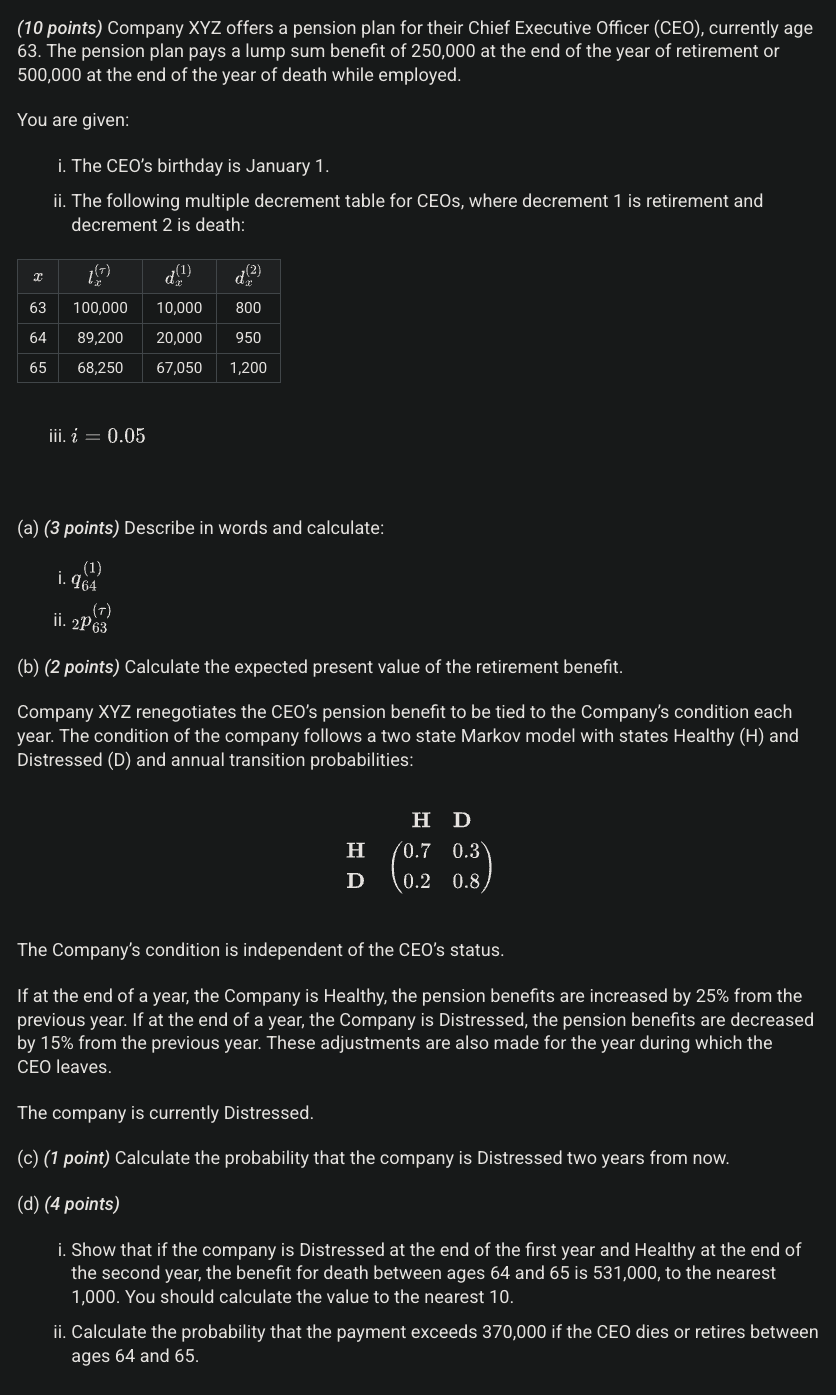 (10 points) Company XYZ offers a pension plan for their Chief Executive Officer (CEO), currently age
63. The pension plan pays a lump sum benefit of 250,000 at the end of the year of retirement or
500,000 at the end of the year of death while employed.
You are given:
i. The CEO’s birthday is January 1.
ii. The following multiple decrement table for CEOs, where decrement 1 is retirement and
decrement 2 is death:
x l_x^{(τ)} d_x^{(1)} d_x^{(2)}
63 100,000 10,000 800
64 89,200 20,000 950
65 68,250 67,050 1,200
iii. i = 0.05
(a) (3 points) Describe in words and calculate:
i. q_{64}^{(1)}
ii. {}_2p_{63}^{(τ)}
(b) (2 points) Calculate the expected present value of the retirement benefit.
Company XYZ renegotiates the CEO’s pension benefit to be tied to the Company’s condition each
year. The condition of the company follows a two state Markov model with states Healthy (H) and
Distressed (D) and annual transition probabilities:
H D
H (0.7 0.3)
D (0.2 0.8)
The Company’s condition is independent of the CEO’s status.
If at the end of a year, the Company is Healthy, the pension benefits are increased by 25% from the
previous year. If at the end of a year, the Company is Distressed, the pension benefits are decreased
by 15% from the previous year. These adjustments are also made for the year during which the
CEO leaves.
The company is currently Distressed.
(c) (1 point) Calculate the probability that the company is Distressed two years from now.
(d) (4 points)
i. Show that if the company is Distressed at the end of the first year and Healthy at the end of
the second year, the benefit for death between ages 64 and 65 is 531,000, to the nearest
1,000. You should calculate the value to the nearest 10.
ii. Calculate the probability that the payment exceeds 370,000 if the CEO dies or retires between
ages 64 and 65.